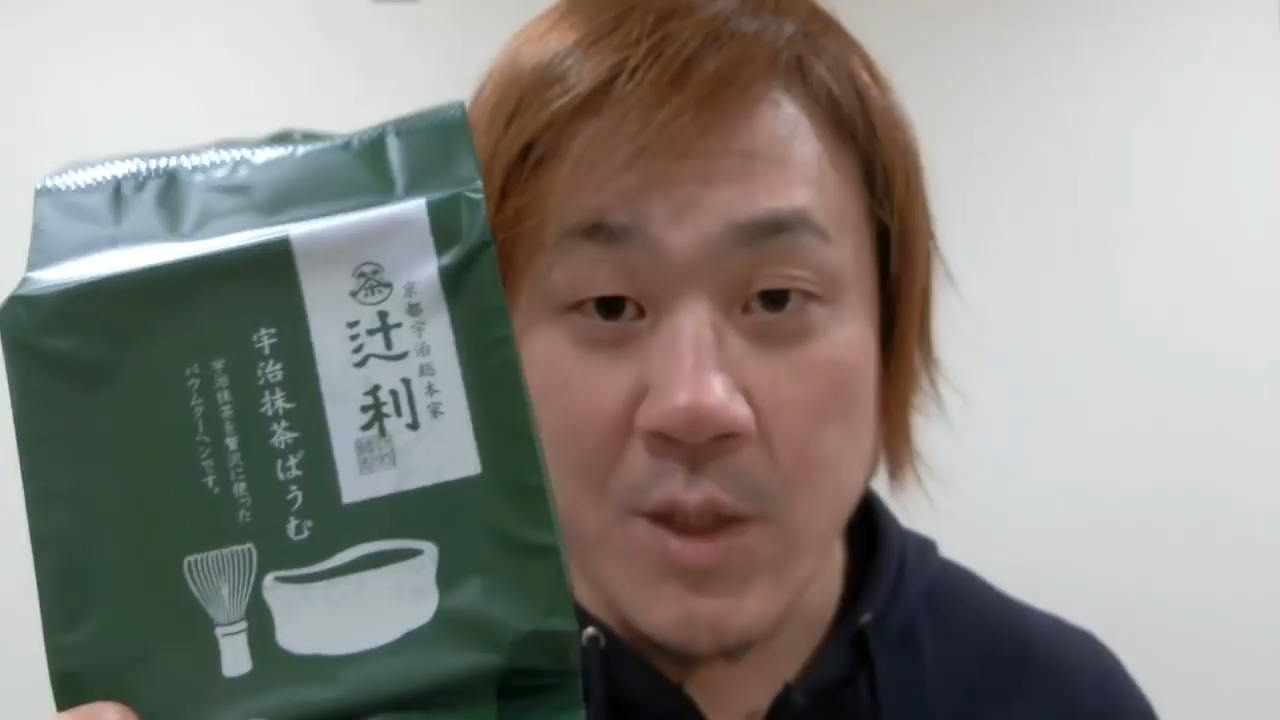 茶
京都宇治総本家
辻利
宇治抹茶ばうむ
宇治抹茶を贅沢に使った
バウムクーヘンです。